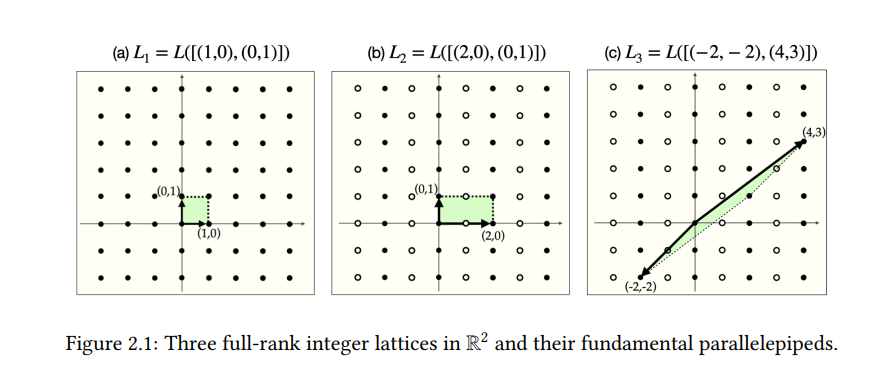 (a) L₁ = L([(1,0), (0,1)])
(b) L₂ = L([(2,0), (0,1)])
(c) L₃ = L([(−2, − 2), (4,3)])
(4,3)
(0,1)
(0,1)
(1,0)
(2,0)
(-2,-2)
Figure 2.1: Three full-rank integer lattices in ℝ² and their fundamental parallelepipeds.